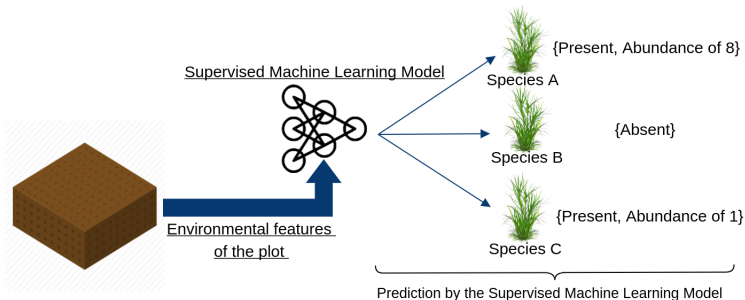 Supervised Machine Learning Model
Environmental features
of the plot
Species A
{Present, Abundance of 8}
Species B
{Absent}
Species C
{Present, Abundance of 1}
Prediction by the Supervised Machine Learning Model